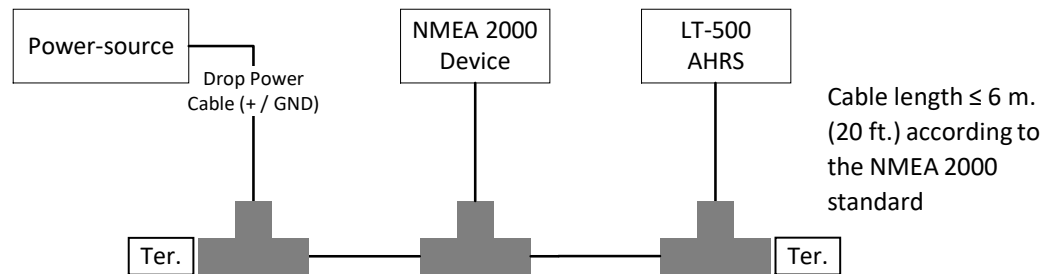 Power-source
Drop Power
Cable (+ / GND)
NMEA 2000
Device
LT-500
AHRS
Cable length ≤ 6 m.
(20 ft.) according to
the NMEA 2000
standard
Ter.
Ter.